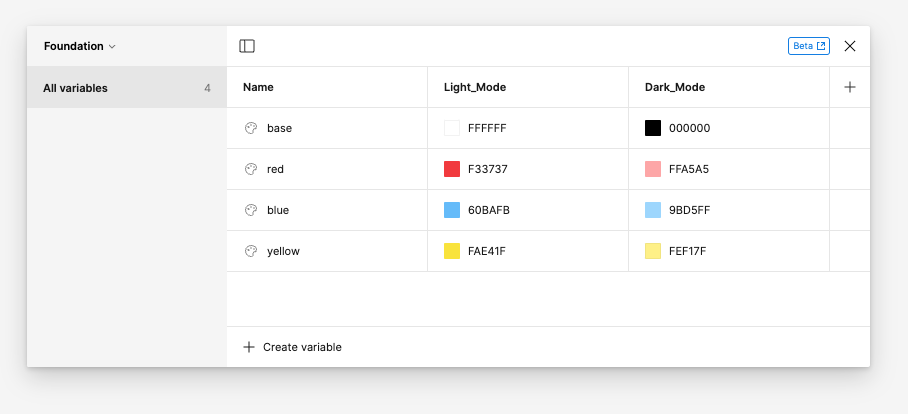 Foundation
Beta
All variables 4
Name Light_Mode Dark_Mode
base FFFFFF 000000
red F33737 FFA5A5
blue 60BAFB 9BD5FF
yellow FAE41F FEF17F
Create variable